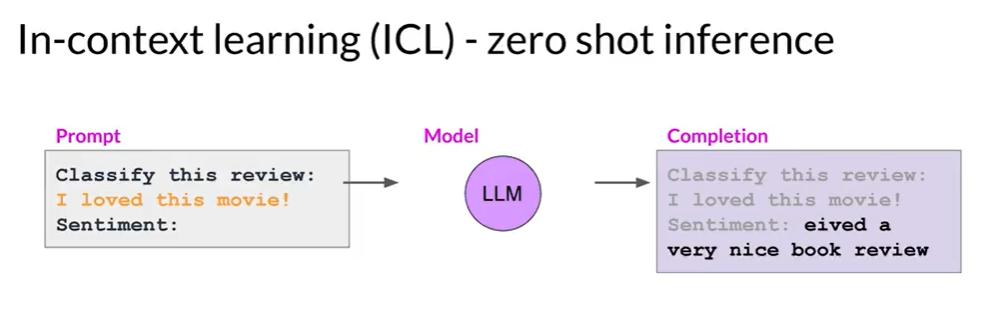 In-context learning (ICL) - zero shot inference
Prompt
Classify this review:
I loved this movie!
Sentiment:
Model
LLM
Completion
Classify this review:
I loved this movie!
Sentiment: eived a
very nice book review